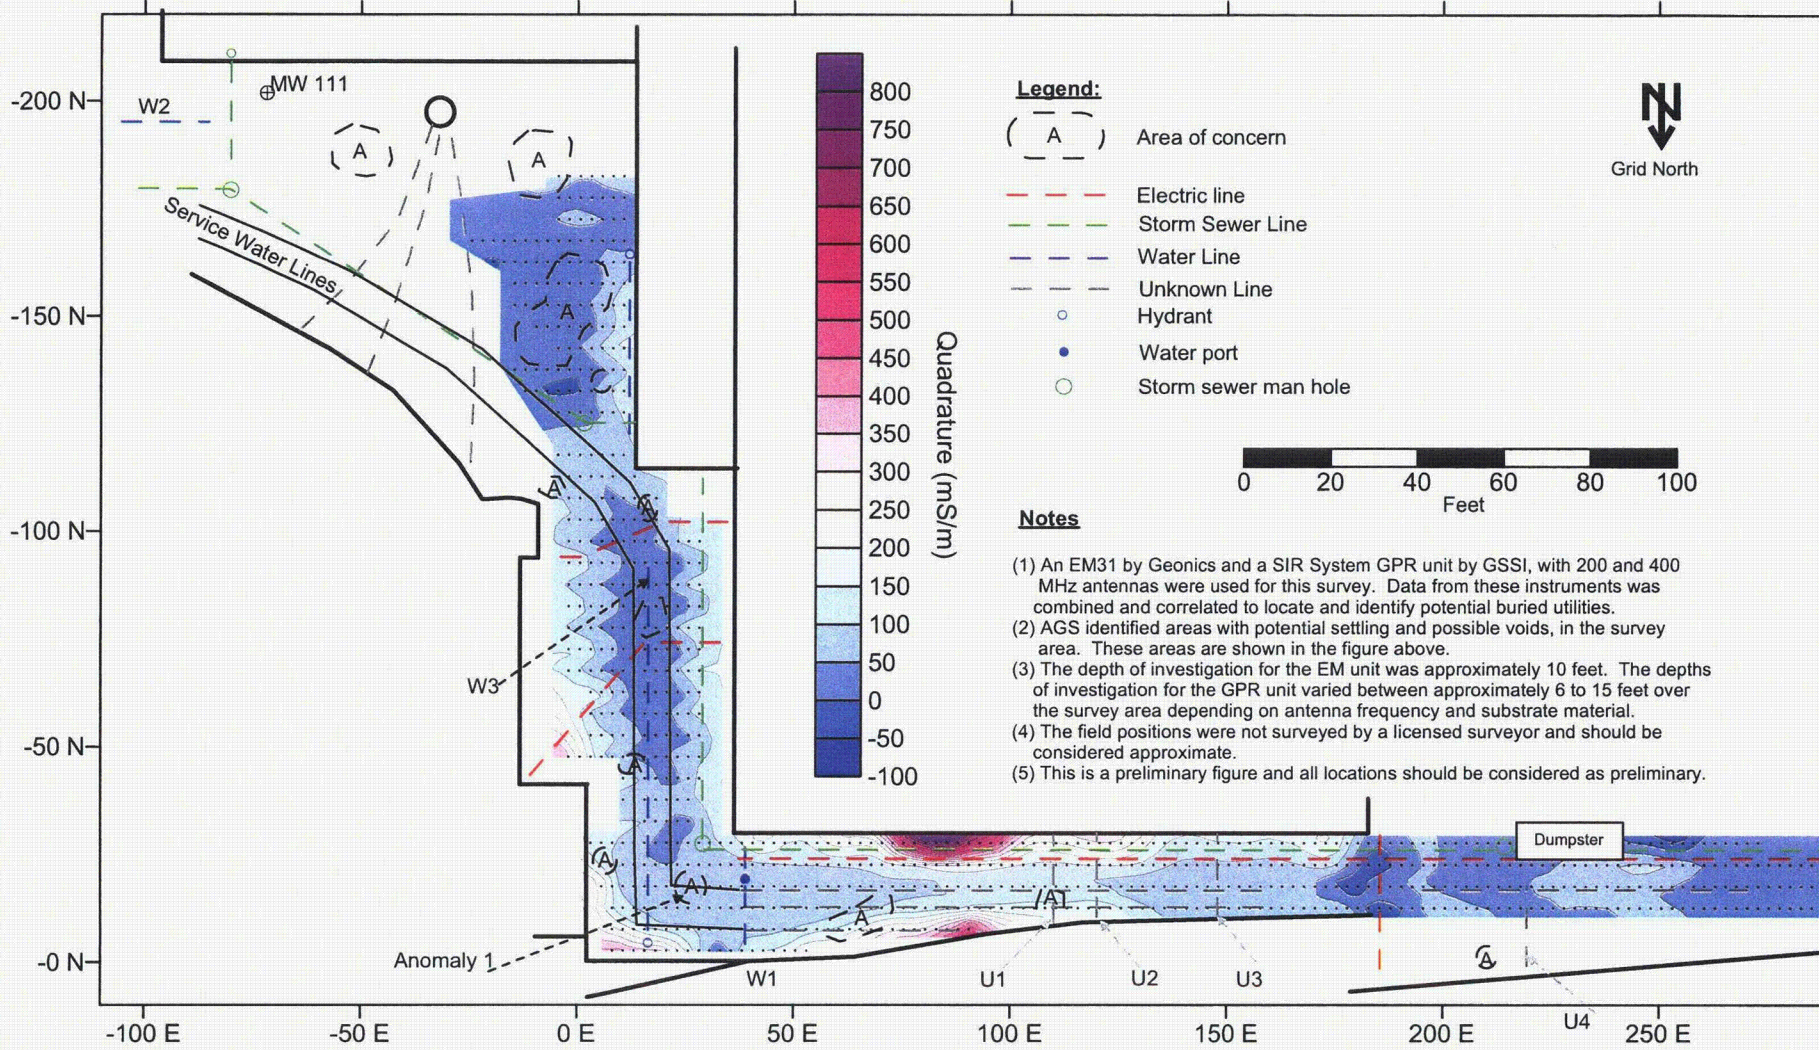 -200 N
-150 N
-100 N
-50 N
-0 N
-100 E
-50 E
0 E
50 E
100 E
150 E
200 E
250 E
W2
MW 111
A
A
Service Water Lines
A
A
A
W3
A
A
A
A
A
Anomaly 1
W1
U1
U2
U3
A
U4
Dumpster
800
750
700
650
600
550
500
450
400
350
300
250
200
150
100
50
0
-50
-100
Quadrature (mS/m)
Legend:
A Area of concern
Electric line
Storm Sewer Line
Water Line
Unknown Line
Hydrant
Water port
Storm sewer man hole
N
Grid North
0 20 40 60 80 100
Feet
Notes
(1) An EM31 by Geonics and a SIR System GPR unit by GSSI, with 200 and 400
MHz antennas were used for this survey. Data from these instruments was
combined and correlated to locate and identify potential buried utilities.
(2) AGS identified areas with potential settling and possible voids, in the survey
area. These areas are shown in the figure above.
(3) The depth of investigation for the EM unit was approximately 10 feet. The depths
of investigation for the GPR unit varied between approximately 6 to 15 feet over
the survey area depending on antenna frequency and substrate material.
(4) The field positions were not surveyed by a licensed surveyor and should be
considered approximate.
(5) This is a preliminary figure and all locations should be considered as preliminary.